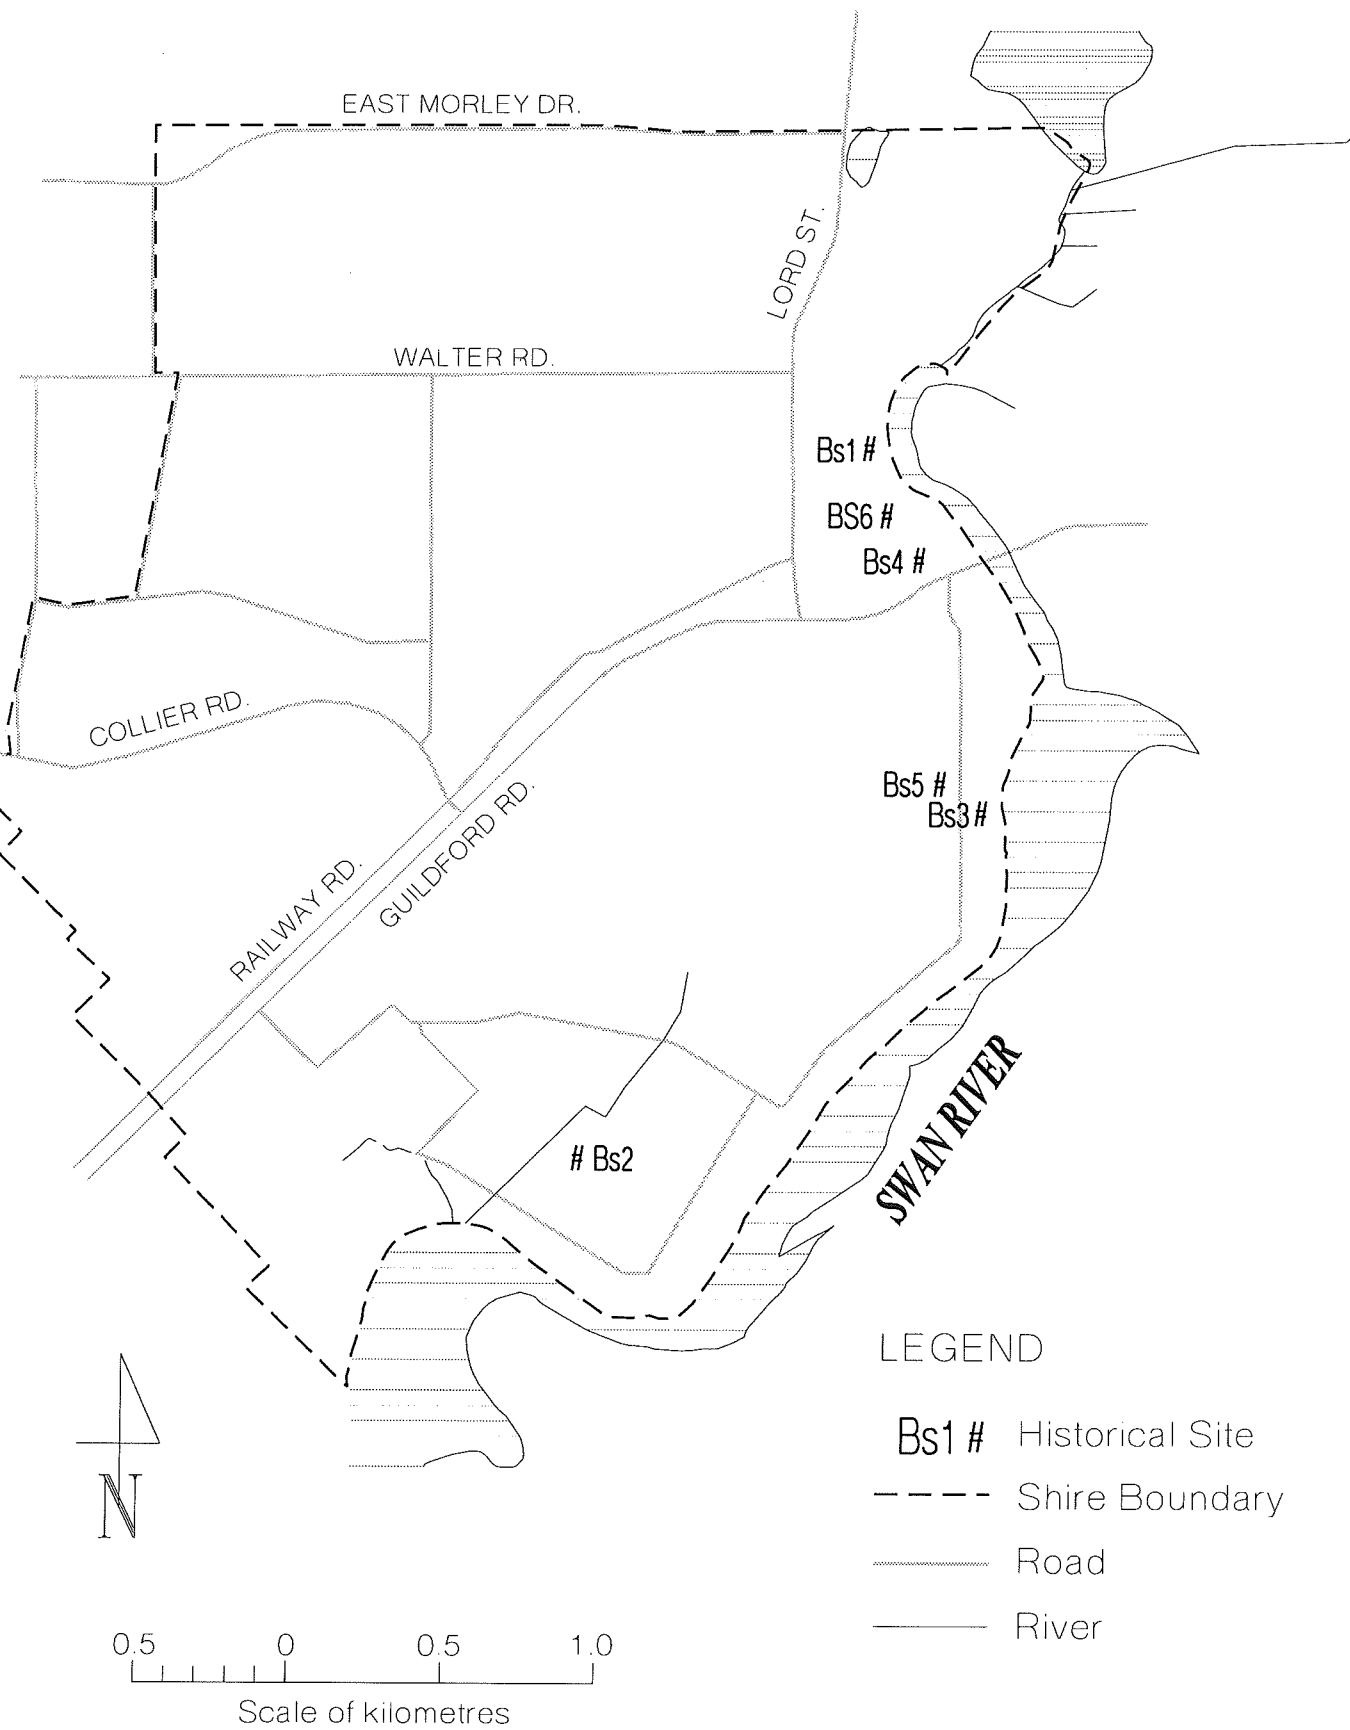 EAST MORLEY DR.
LORD ST.
WALTER RD.
Bs1 #
BS6 #
Bs4 #
COLLIER RD.
Bs5 #
Bs3 #
GUILDFORD RD.
RAILWAY RD.
SWAN RIVER
# Bs2
LEGEND
Bs1 # Historical Site
Shire Boundary
Road
River
N
0.5 0 0.5 1.0
Scale of kilometres